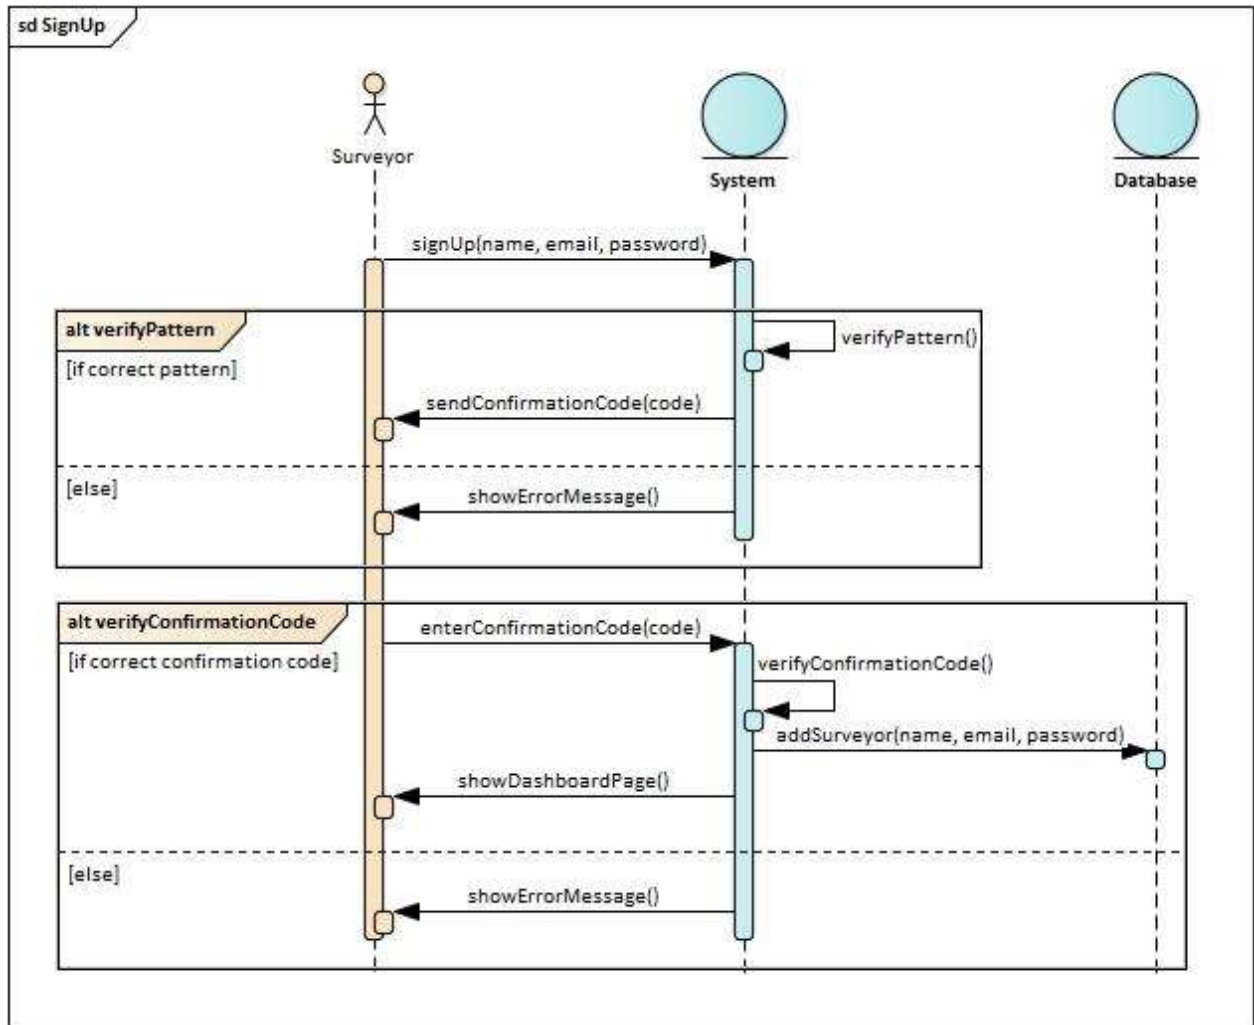 sd SignUp
Surveyor
System
Database
signUp(name, email, password)
alt verifyPattern
verifyPattern()
[if correct pattern]
sendConfirmationCode(code)
[else]
showErrorMessage()
alt verifyConfirmationCode
enterConfirmationCode(code)
[if correct confirmation code]
verifyConfirmationCode()
addSurveyor(name, email, password)
showDashboardPage()
[else]
showErrorMessage()